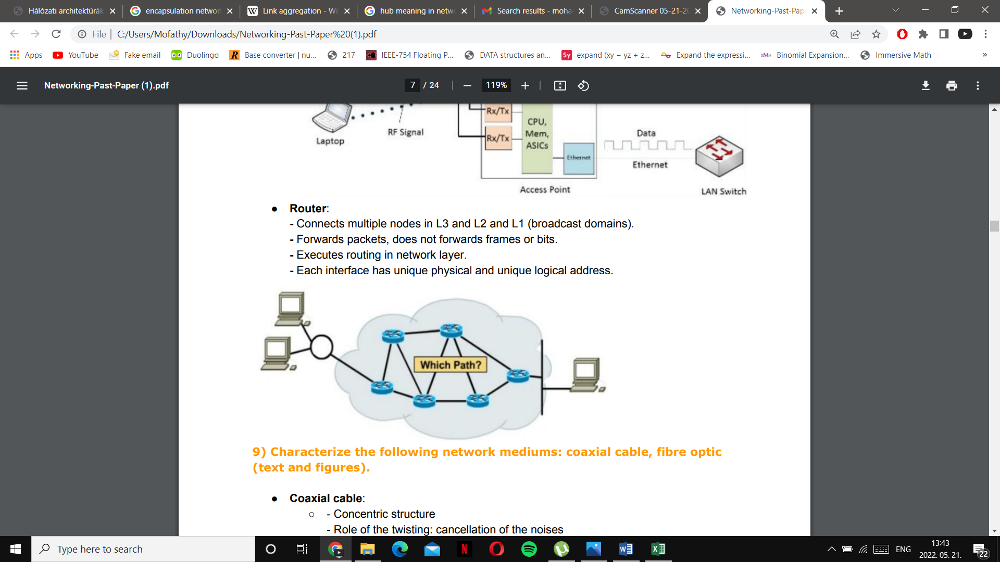 Hálózati architektúrák
encapsulation networ
Link aggregation - Wi
hub meaning in netw
Search results - moha
CamScanner 05-21-20
Networking-Past-Pap
File
C:/Users/Mofathy/Downloads/Networking-Past-Paper%20(1).pdf
Apps
YouTube
Fake email
Duolingo
Base converter | nu...
217
IEEE-754 Floating P...
DATA structures an...
Sy
expand (xy − yz + z...
Expand the expressi...
Binomial Expansion...
Immersive Math
»
Networking-Past-Paper (1).pdf
7 / 24
119%
Rx/Tx
CPU,
Mem,
ASICs
RF Signal
Data
Rx/Tx
Laptop
Ethernet
Ethernet
Access Point
LAN Switch
● Router:
- Connects multiple nodes in L3 and L2 and L1 (broadcast domains).
- Forwards packets, does not forwards frames or bits.
- Executes routing in network layer.
- Each interface has unique physical and unique logical address.
Which Path?
9) Characterize the following network mediums: coaxial cable, fibre optic
(text and figures).
● Coaxial cable:
○ - Concentric structure
- Role of the twisting: cancellation of the noises
Type here to search
ENG
13:43
2022. 05. 21.
22